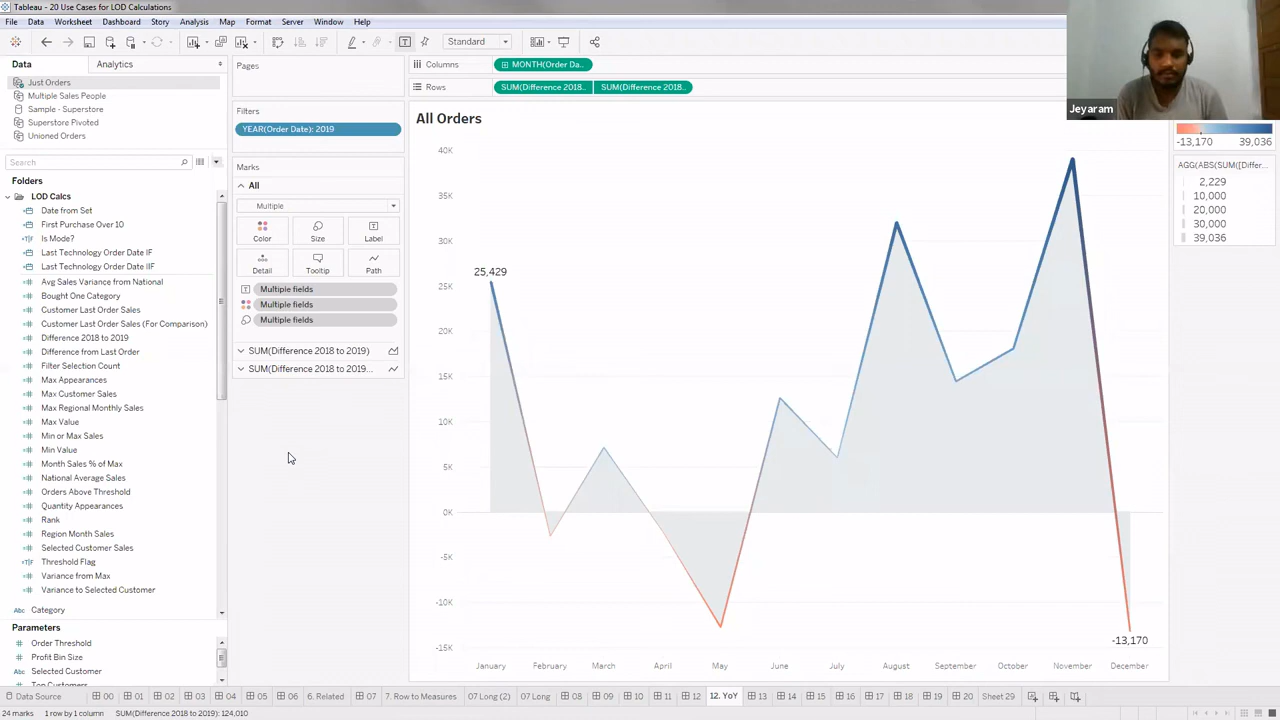 Tableau - 20 Use Cases for LOD Calculations
File Data Worksheet Dashboard Story Analysis Map Format Server Window Help
Standard
Data Analytics
Just Orders
Multiple Sales People
Sample - Superstore
Superstore Pivoted
Unioned Orders
Search
Folders
LOD Calcs
Date from Set
First Purchase Over 10
Is Mode?
Last Technology Order Date IF
Last Technology Order Date IIF
Avg Sales Variance from National
Bought One Category
Customer Last Order Sales
Customer Last Order Sales (For Comparison)
Difference 2018 to 2019
Difference from Last Order
Filter Selection Count
Max Appearances
Max Customer Sales
Max Regional Monthly Sales
Max Value
Min or Max Sales
Min Value
Month Sales % of Max
National Average Sales
Orders Above Threshold
Quantity Appearances
Rank
Region Month Sales
Selected Customer Sales
Threshold Flag
Variance from Max
Variance to Selected Customer
Abc Category
Parameters
Order Threshold
Profit Bin Size
Selected Customer
Pages
Filters
YEAR(Order Date): 2019
Marks
All
Multiple
Color Size Label
Detail Tooltip Path
Multiple fields
Multiple fields
Multiple fields
SUM(Difference 2018 to 2019)
SUM(Difference 2018 to 2019...
Columns MONTH(Order Da..
Rows SUM(Difference 2018.. SUM(Difference 2018..
All Orders
40K
35K
30K
25K
20K
15K
10K
5K
0K
-5K
-10K
-15K
25,429
-13,170
January February March April May June July August September October November December
Jeyaram
-13,170 39,036
AGG(ABS(SUM([Differ...
2,229
10,000
20,000
30,000
39,036
Data Source 00 01 02 03 04 05 06 6. Related 07 7. Row to Measures 07 Long (2) 07 Long 08 09 10 11 12 12. YoY 13 14 15 16 17 18 19 20 Sheet 29
24 marks 1 row by 1 column SUM(Difference 2018 to 2019): 124,010